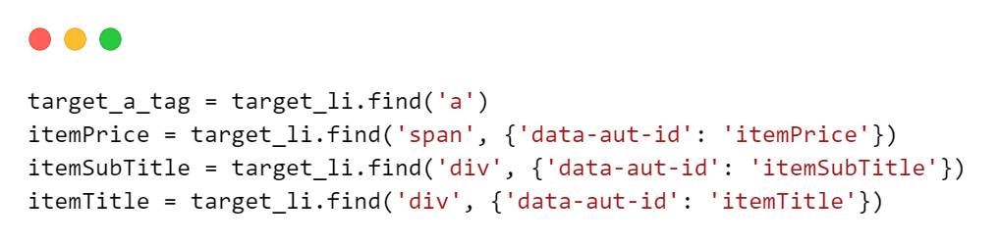 target_a_tag = target_li.find('a')
itemPrice = target_li.find('span', {'data-aut-id': 'itemPrice'})
itemSubTitle = target_li.find('div', {'data-aut-id': 'itemSubTitle'})
itemTitle = target_li.find('div', {'data-aut-id': 'itemTitle'})